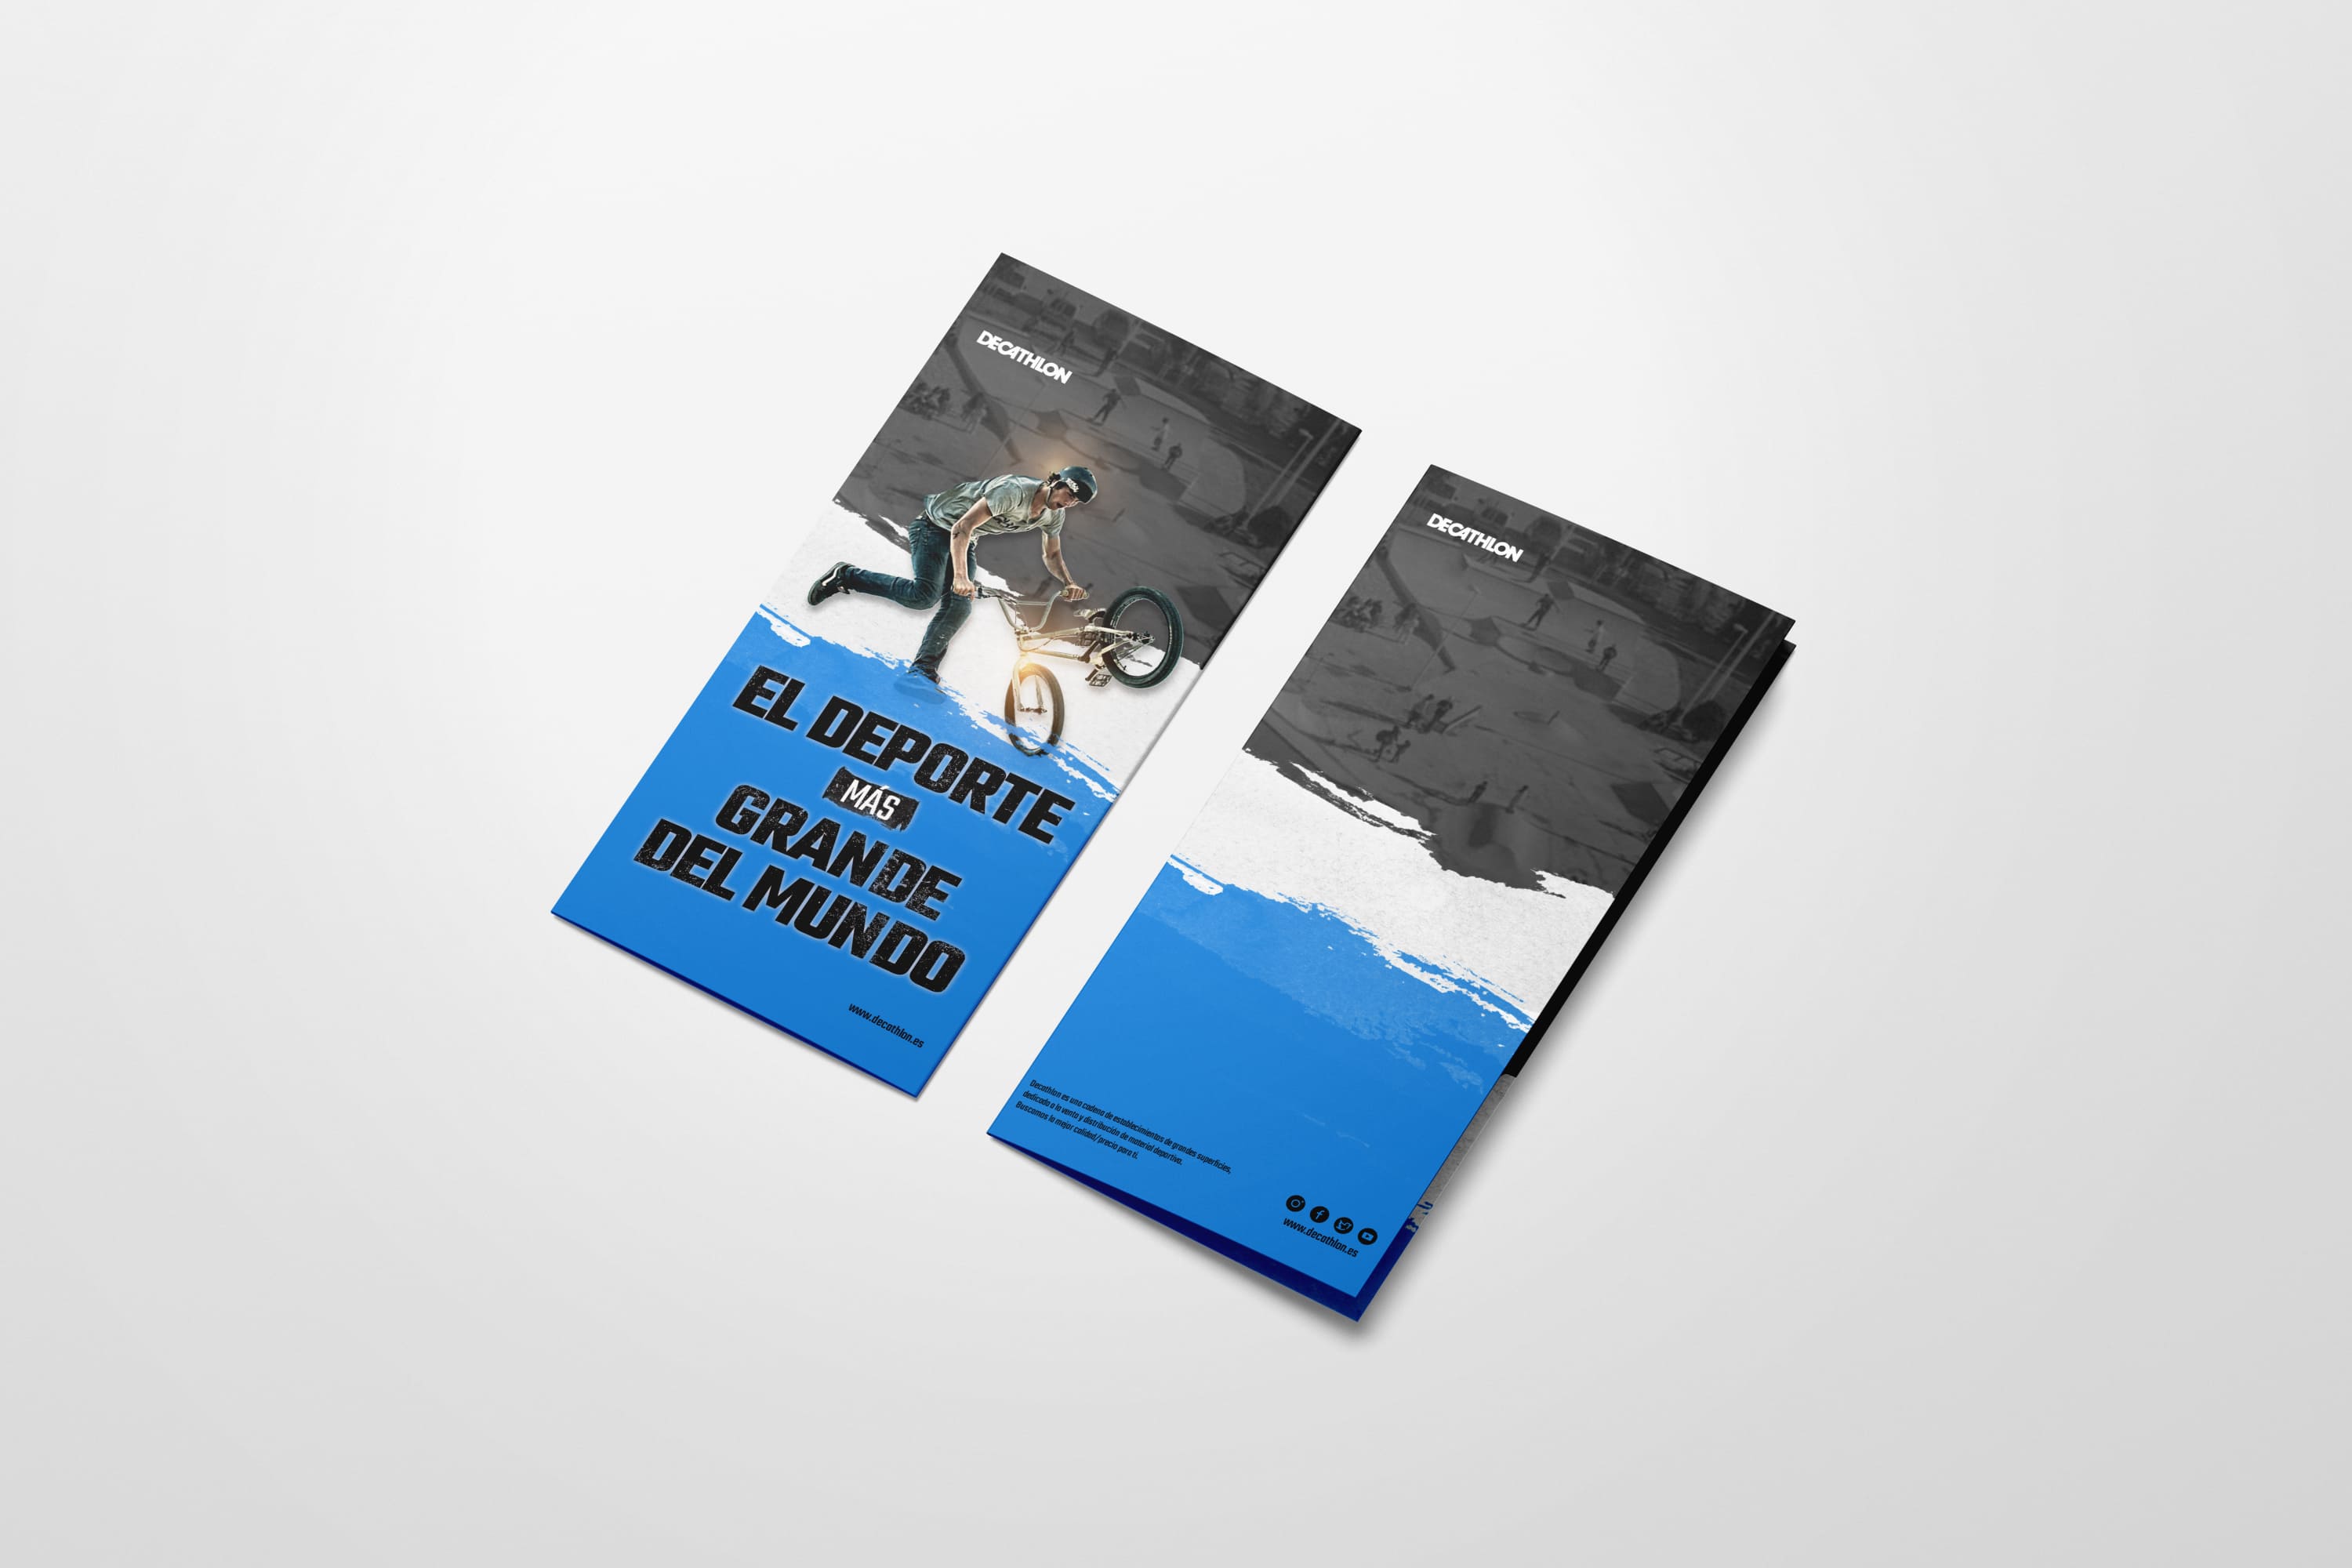 DECATHLON
EL DEPORTE
MÁS
GRANDE
DEL MUNDO
www.decathlon.es
DECATHLON
Decathlon es una cadena de establecimientos de grandes superficies,
dedicada a la venta y distribución de material deportivo.
Buscamos la mejor calidad/precio para ti.
www.decathlon.es